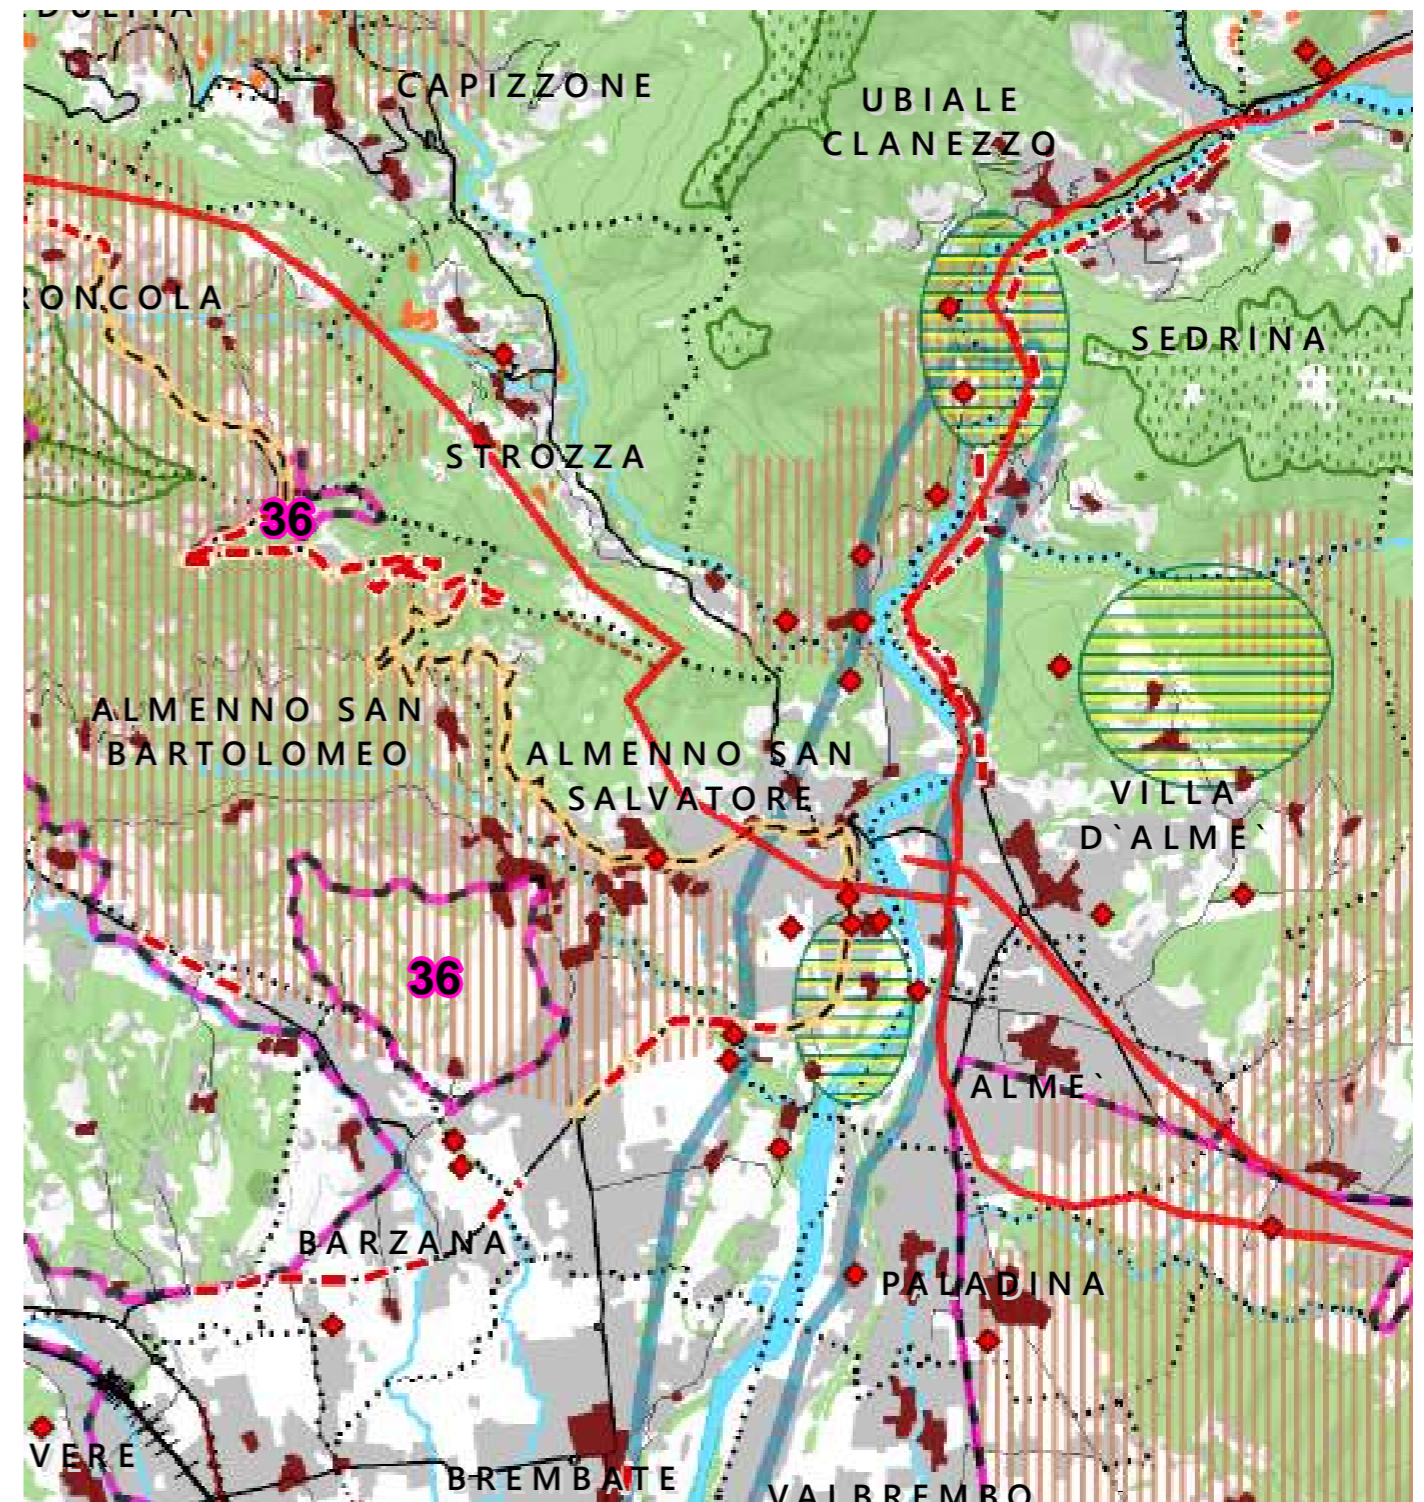 CAPIZZONE
UBIALE
CLANEZZO
RONCOLA
SEDRINA
STROZZA
36
ALMENNO SAN
BARTOLOMEO
ALMENNO SAN
SALVATORE
VILLA
D`ALME`
36
ALME`
BARZANA
PALADINA
VERE
BREMBATE
VALBREMBO